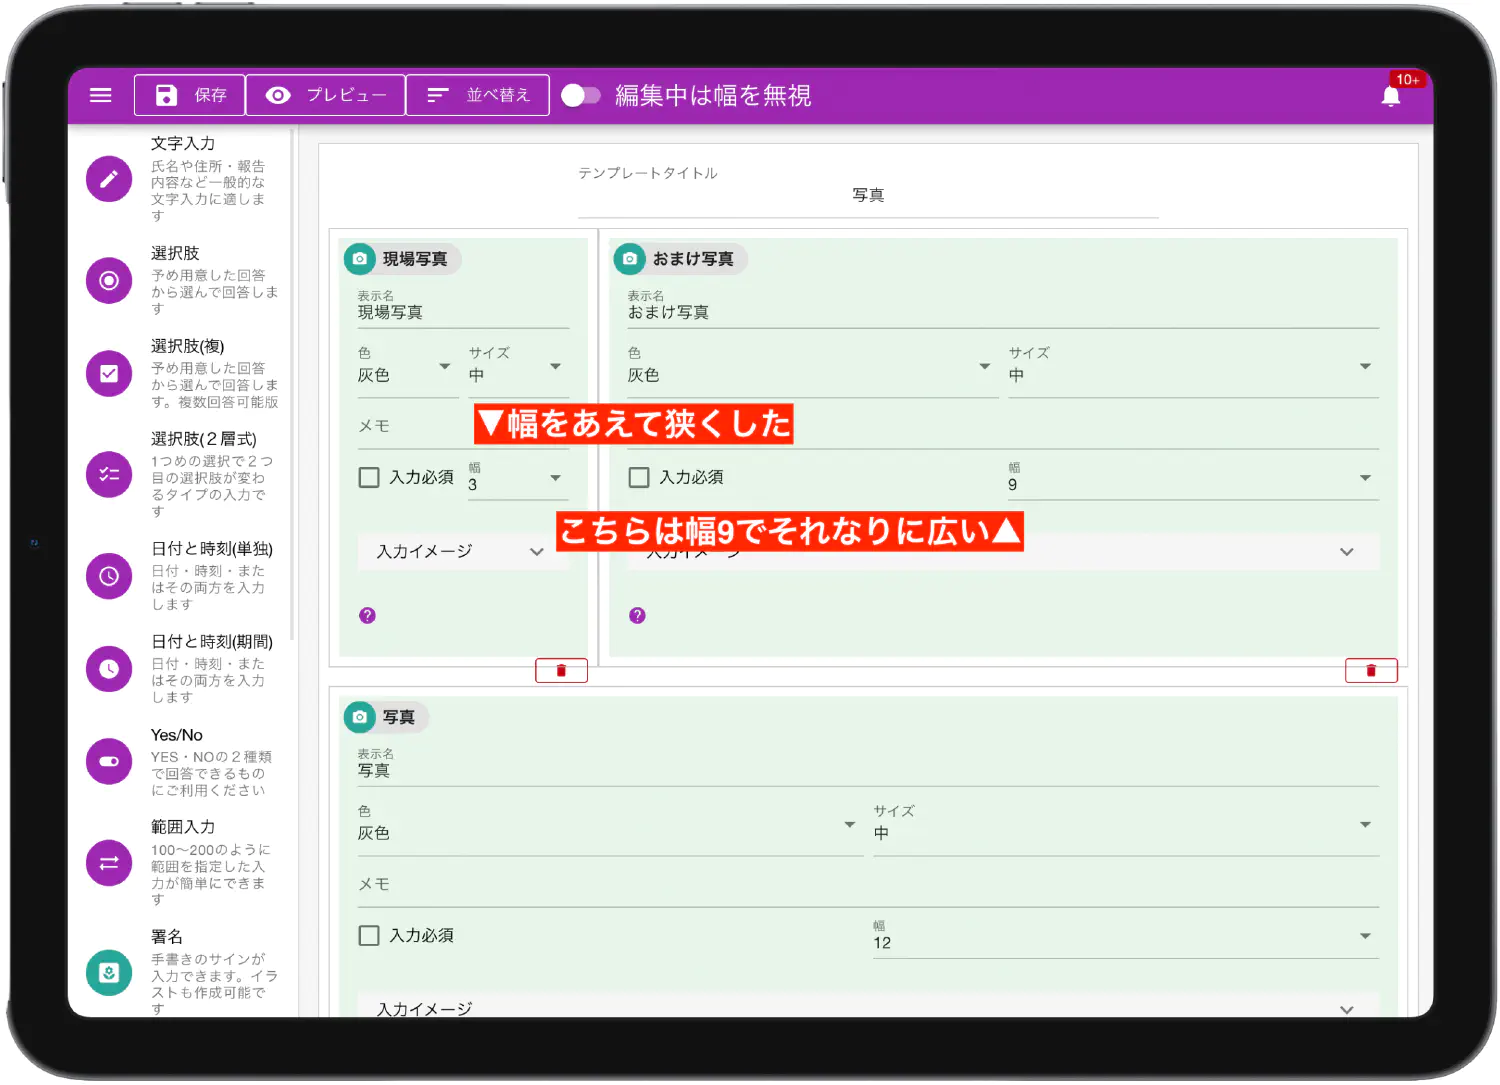 保存
プレビュー
並べ替え
編集中は幅を無視
10+
文字入力
氏名や住所・報告
内容など一般的な
文字入力に適しま
す
選択肢
予め用意した回答
から選んで回答しま
す
選択肢(複)
予め用意した回答
から選んで回答しま
す。複数回答可能版
選択肢(２層式)
1つめの選択で２つ
目の選択肢が変わ
るタイプの入力で
す
日付と時刻(単独)
日付・時刻・また
はその両方を入力
します
日付と時刻(期間)
日付・時刻・また
はその両方を入力
します
Yes/No
YES・NOの２種類
で回答できるもの
にご利用ください
範囲入力
100〜200のように
範囲を指定した入
力が簡単にできま
す
署名
手書きのサインが
入力できます。イラ
ストも作成可能で
す
テンプレートタイトル
写真
現場写真
表示名
現場写真
色
灰色
サイズ
中
メモ
入力必須
幅
3
入力イメージ
おまけ写真
表示名
おまけ写真
色
灰色
サイズ
中
▼幅をあえて狭くした
入力必須
幅
9
こちらは幅9でそれなりに広い▲
入力イメージ
写真
表示名
写真
色
灰色
サイズ
中
メモ
入力必須
幅
12
入力イメージ